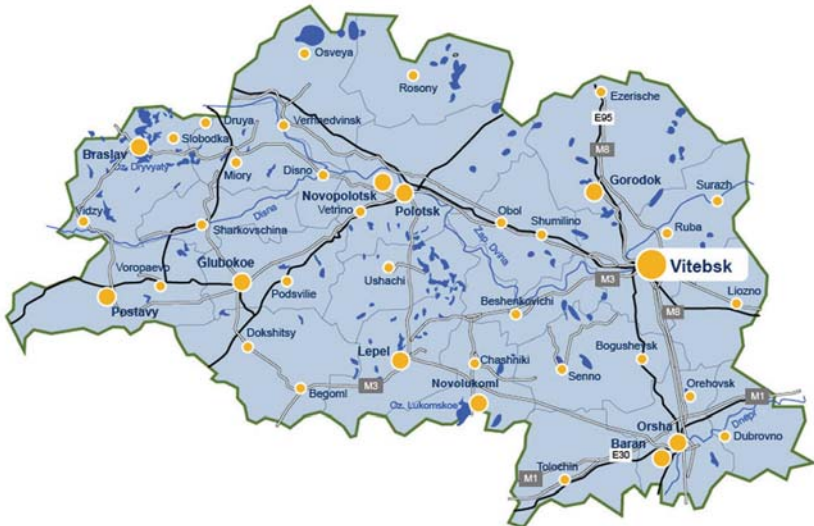 Osveya
Rosony
Ezerische
E95
Druya
Verhnedvinsk
Slobodka
Braslav
Oz. Dryvyaty
Miory
M8
Disno
Surazh
Novopolotsk
Polotsk
Gorodok
Vidzy
Disna
Vetrino
Sharkovschina
Obol
Shumilino
Ruba
Zap. Dvina
Vitebsk
Glubokoe
Voropaevo
Ushachi
M3
Podsvilie
Liozno
Postavy
Beshenkovichi
M8
Dokshitsy
Lepel
Chashniki
Bogushevsk
Senno
Begoml
M3
Novolukoml
Orehovsk
M1
Oz. Lukomskoe
Orsha
Dnepr
Baran
Dubrovno
E30
Tolochin
M1